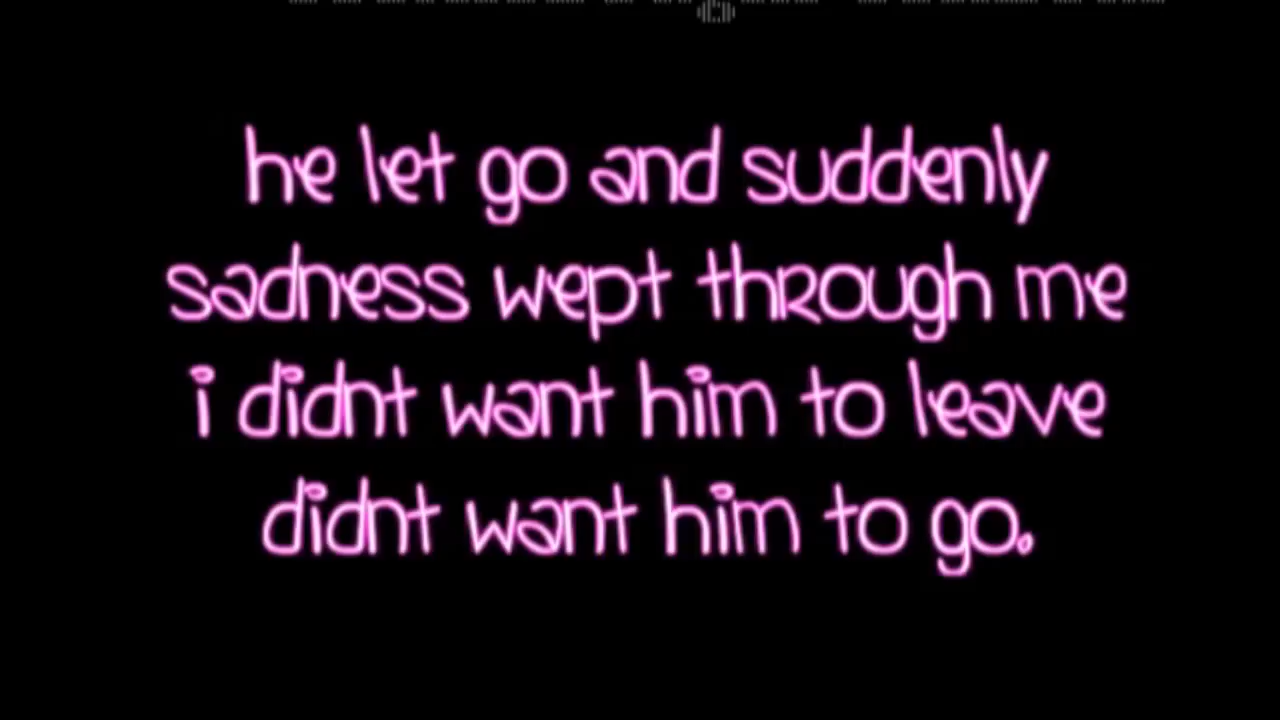 he let go and suddenly
sadness wept through me
i didnt want him to leave
didnt want him to go.